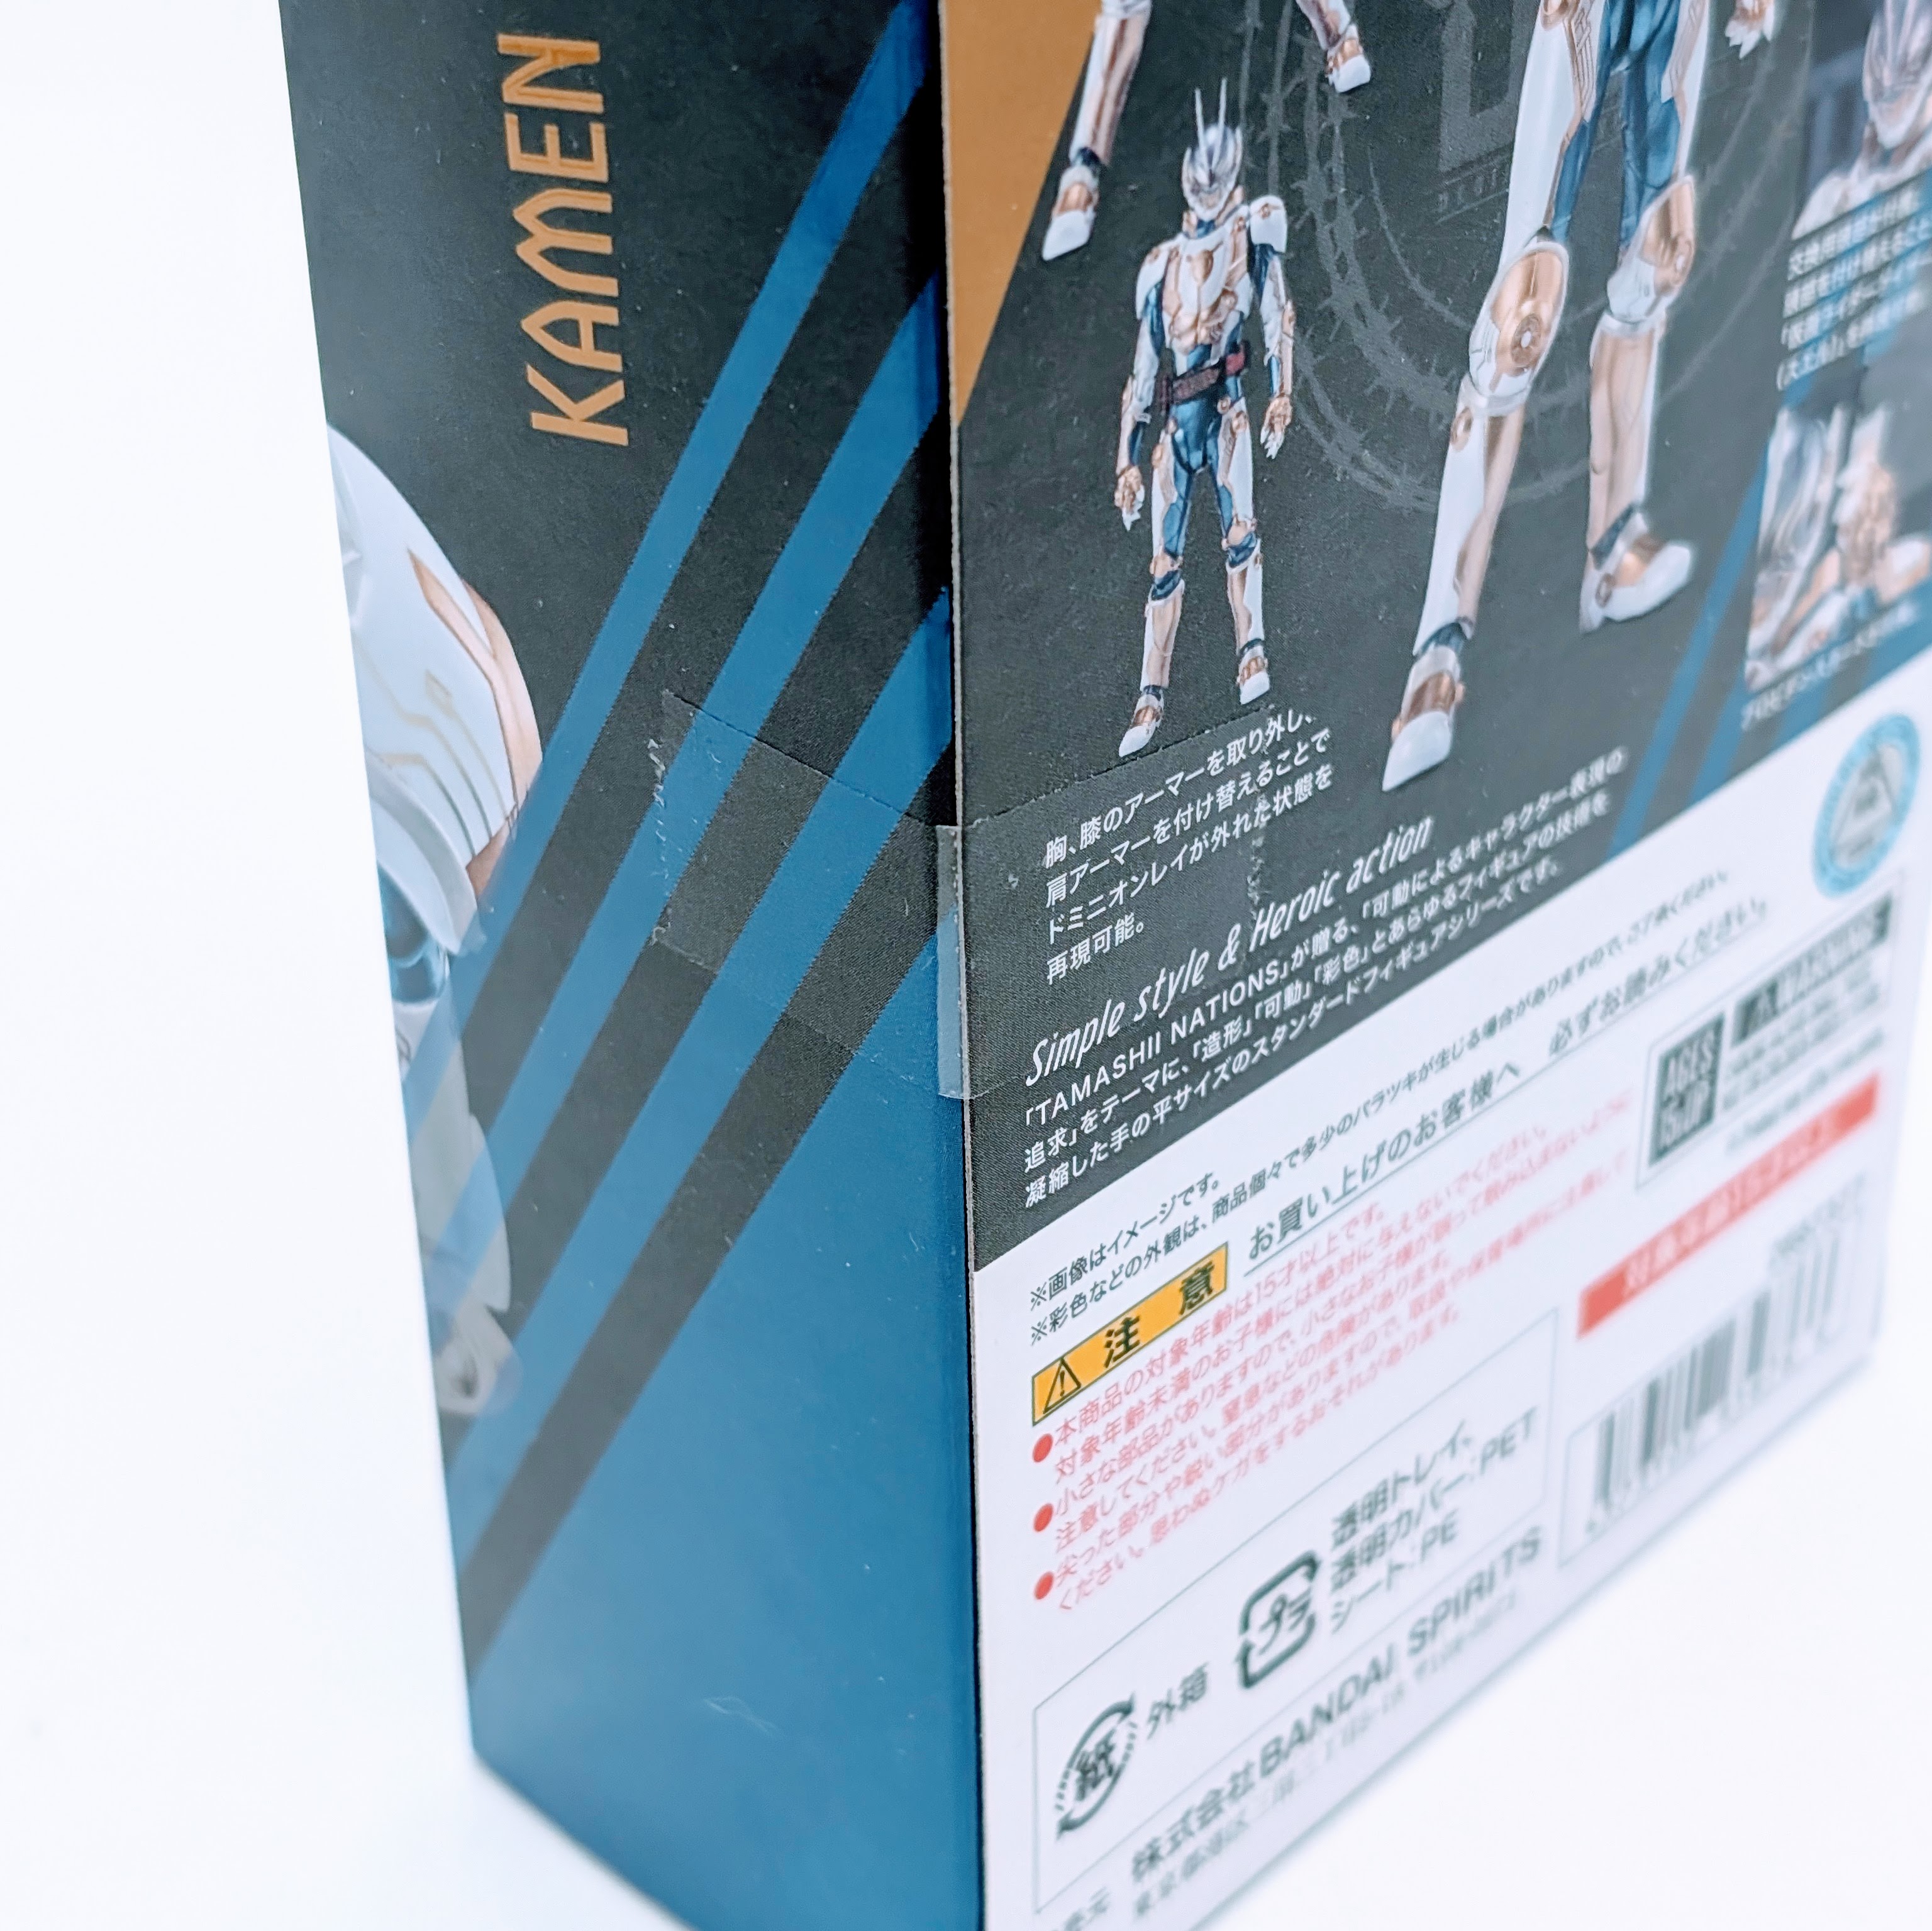 KAMEN
胸、膝のアーマーを取り外し、
肩アーマーを付け替えることで
ドミニオンレイが外れた状態を
再現可能。
Simple style & Heroic action
「TAMASHII NATIONS」が贈る、「可動によるキャラクター表現の
追求」をテーマに、「造形」「可動」「彩色」とあらゆるフィギュアの技術を
凝縮した手の平サイズのスタンダードフィギュアシリーズです。
※画像はイメージです。
※彩色などの外観は、商品個々で多少のバラツキが生じる場合がありますので、ご了承ください。
注意
お買い上げのお客様へ 必ずお読みください。
●本商品の対象年齢は15才以上です。
対象年齢未満のお子様には絶対に与えないでください。
●小さな部品がありますので、小さなお子様が誤って飲み込まないように
注意してください。窒息などの危険があります。
●尖った部分や鋭い部分がありますので、取扱や保管場所に注意して
ください。思わぬケガをするおそれがあります。
AGES
15&UP
WARNING
プラ
透明トレイ、
透明カバー:PET
シート:PE
紙
外箱
株式会社BANDAI SPIRITS
東京都港区